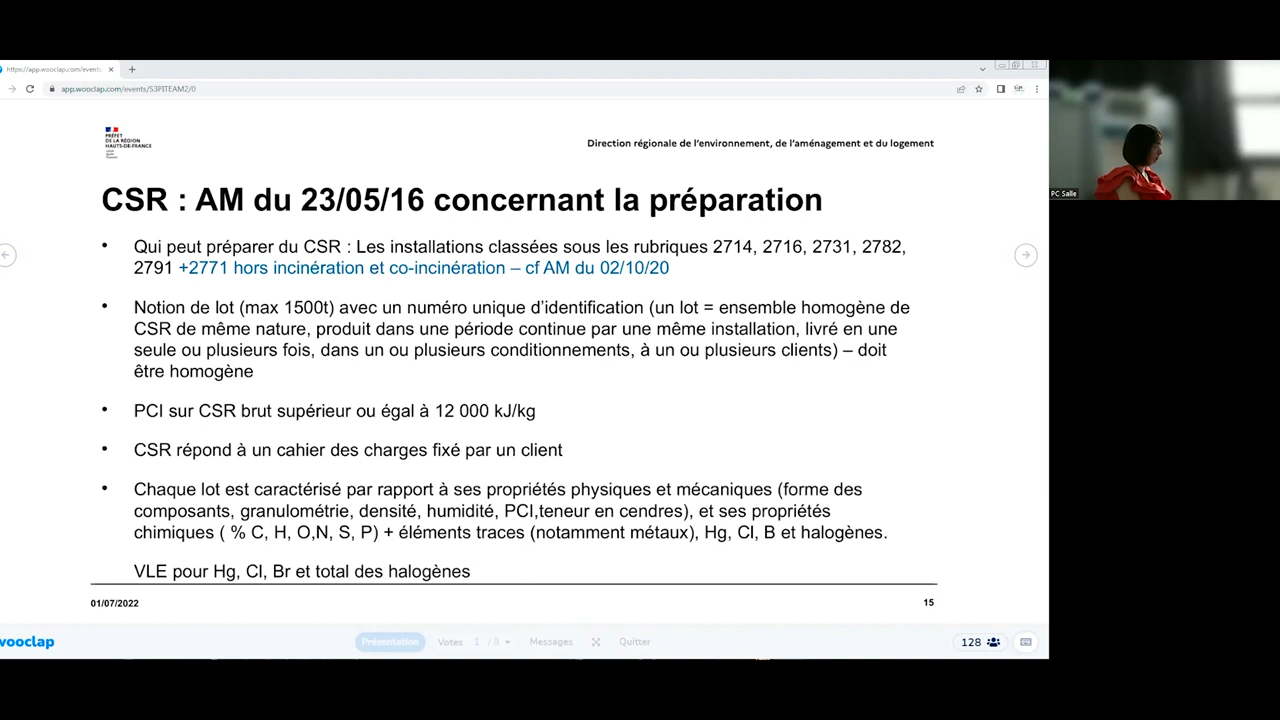 https://app.wooclap.com/events
app.wooclap.com/events/S3PITEAM2/0
PRÉFET
DE LA RÉGION
HAUTS-DE-FRANCE
Direction régionale de l'environnement, de l'aménagement et du logement
CSR : AM du 23/05/16 concernant la préparation
• Qui peut préparer du CSR : Les installations classées sous les rubriques 2714, 2716, 2731, 2782,
2791 +2771 hors incinération et co-incinération – cf AM du 02/10/20
• Notion de lot (max 1500t) avec un numéro unique d'identification (un lot = ensemble homogène de
CSR de même nature, produit dans une période continue par une même installation, livré en une
seule ou plusieurs fois, dans un ou plusieurs conditionnements, à un ou plusieurs clients) – doit
être homogène
• PCI sur CSR brut supérieur ou égal à 12 000 kJ/kg
• CSR répond à un cahier des charges fixé par un client
• Chaque lot est caractérisé par rapport à ses propriétés physiques et mécaniques (forme des
composants, granulométrie, densité, humidité, PCI,teneur en cendres), et ses propriétés
chimiques ( % C, H, O,N, S, P) + éléments traces (notamment métaux), Hg, Cl, B et halogènes.
VLE pour Hg, Cl, Br et total des halogènes
01/07/2022
15
wooclap
Présentation Votes 1 / 9 Messages Quitter
128
PC Salle